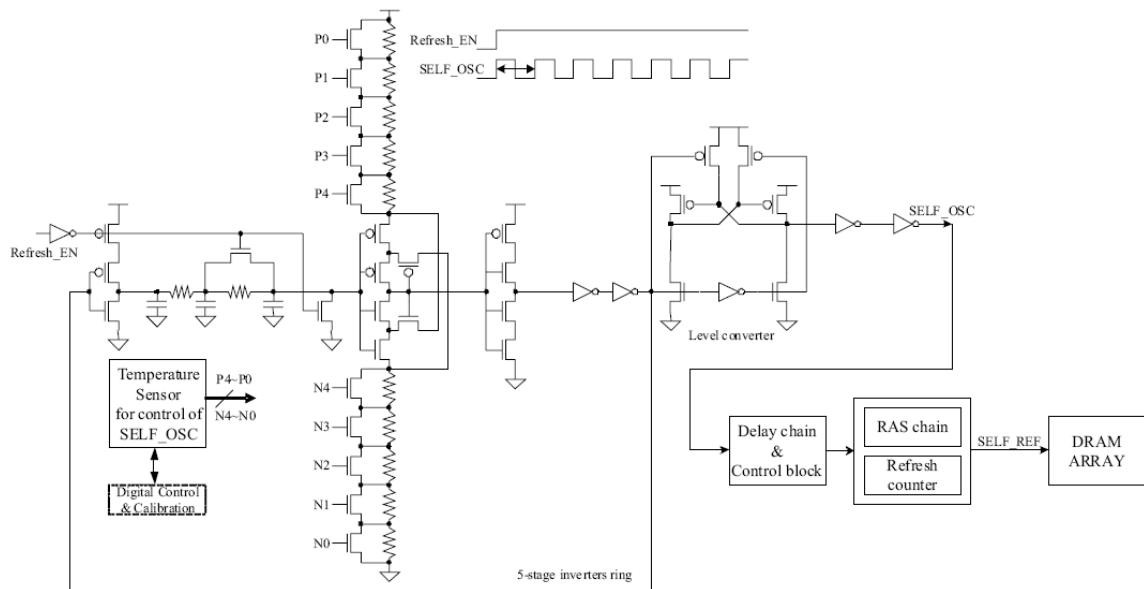 P0
P1
P2
P3
P4
Refresh_EN
SELF_OSC
Refresh_EN
SELF_OSC
Level converter
Temperature
Sensor
for control of
SELF_OSC
P4~P0
N4~N0
Digital Control
& Calibration
N4
N3
N2
N1
N0
Delay chain
&
Control block
RAS chain
Refresh
counter
SELF_REF
DRAM
ARRAY
5-stage inverters ring